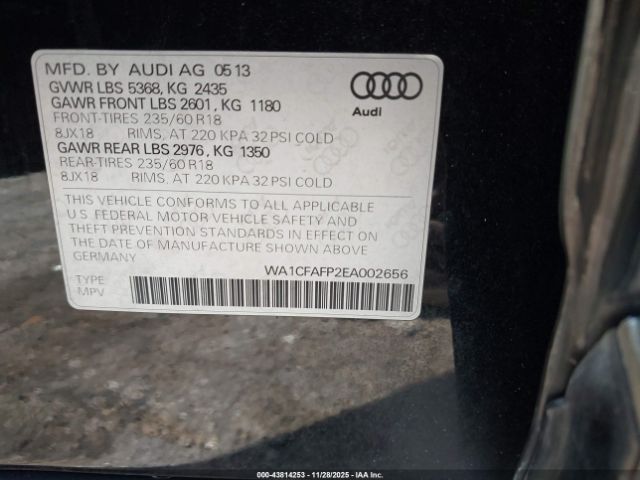 MFD. BY AUDI AG 05 13
GVWR LBS 5368, KG 2435
GAWR FRONT LBS 2601, KG 1180
FRONT-TIRES 235/60 R18
8JX18 RIMS, AT 220 KPA 32 PSI COLD
GAWR REAR LBS 2976, KG 1350
REAR-TIRES 235/60 R18
8JX18 RIMS, AT 220 KPA 32 PSI COLD
Audi
THIS VEHICLE CONFORMS TO ALL APPLICABLE
U.S. FEDERAL MOTOR VEHICLE SAFETY AND
THEFT PREVENTION STANDARDS IN EFFECT ON
THE DATE OF MANUFACTURE SHOWN ABOVE
GERMANY
WA1CFAFP2EA002656
TYPE
MPV
000-43814253 - 11/28/2025 - IAA Inc.